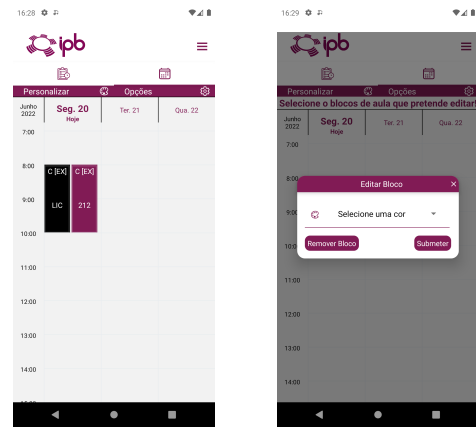 16:28
ipb
Personalizar Opções
Junho 2022 Seg. 20 Hoje Ter. 21 Qua. 22
7:00
8:00
C [EX] C [EX]
9:00 LIC 212
10:00
11:00
12:00
13:00
14:00
16:29
ipb
Personalizar Opções
Selecione o blocos de aula que pretende editar!
Junho 2022 Seg. 20 Hoje Ter. 21 Qua. 22
7:00
8:00
Editar Bloco ×
9:00
Selecione uma cor
Remover Bloco Submeter
11:00
12:00
13:00
14:00